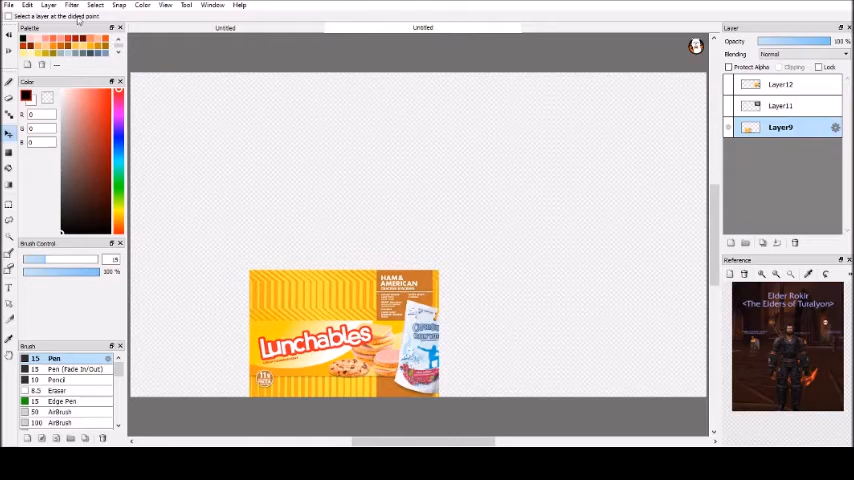 File Edit Layer Filter Select Snap Color View Tool Window Help
Select a layer at the clicked point
Palette
Untitled
Untitled
Layer
Opacity 100 %
Blending Normal
Protect Alpha Clipping Lock
Layer12
Layer11
Layer9
Color
R 0
G 0
B 0
Brush Control
15
100 %
Brush
15 Pen
15 Pen (Fade In/Out)
10 Pencil
8.5 Eraser
15 Edge Pen
50 AirBrush
100 AirBrush
HAM &
AMERICAN
CRACKER STACKERS
Lunchables
Reference
Elder Rokir
<The Elders of Turalyon>